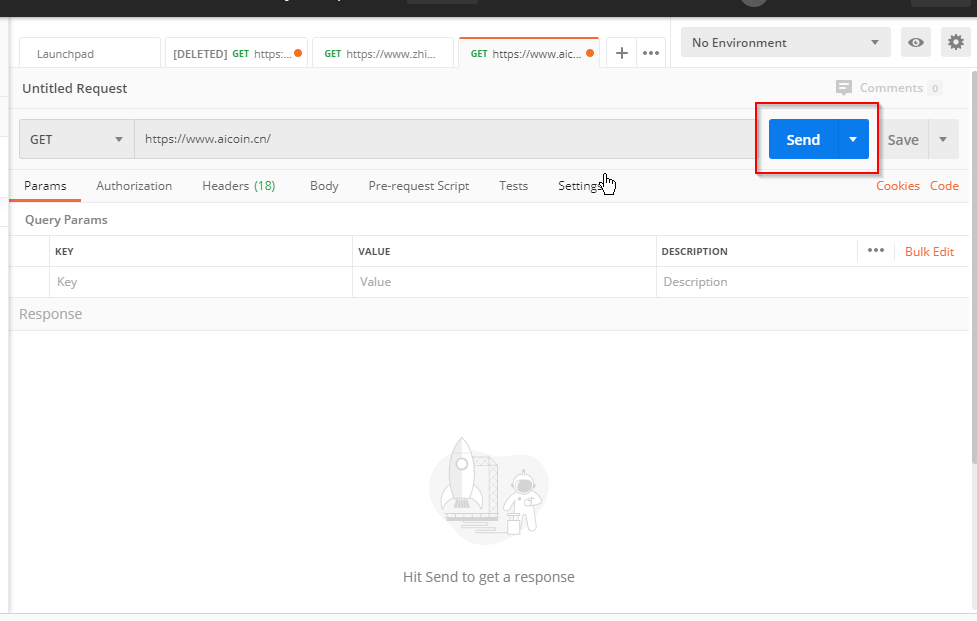 Launchpad
[DELETED] GET https:...
GET https://www.zhi...
GET https://www.aic...
+
No Environment
Untitled Request
Comments 0
GET
https://www.aicoin.cn/
Send
Save
Params
Authorization
Headers (18)
Body
Pre-request Script
Tests
Settings
Cookies
Code
Query Params
KEY
VALUE
DESCRIPTION
Bulk Edit
Key
Value
Description
Response
Hit Send to get a response